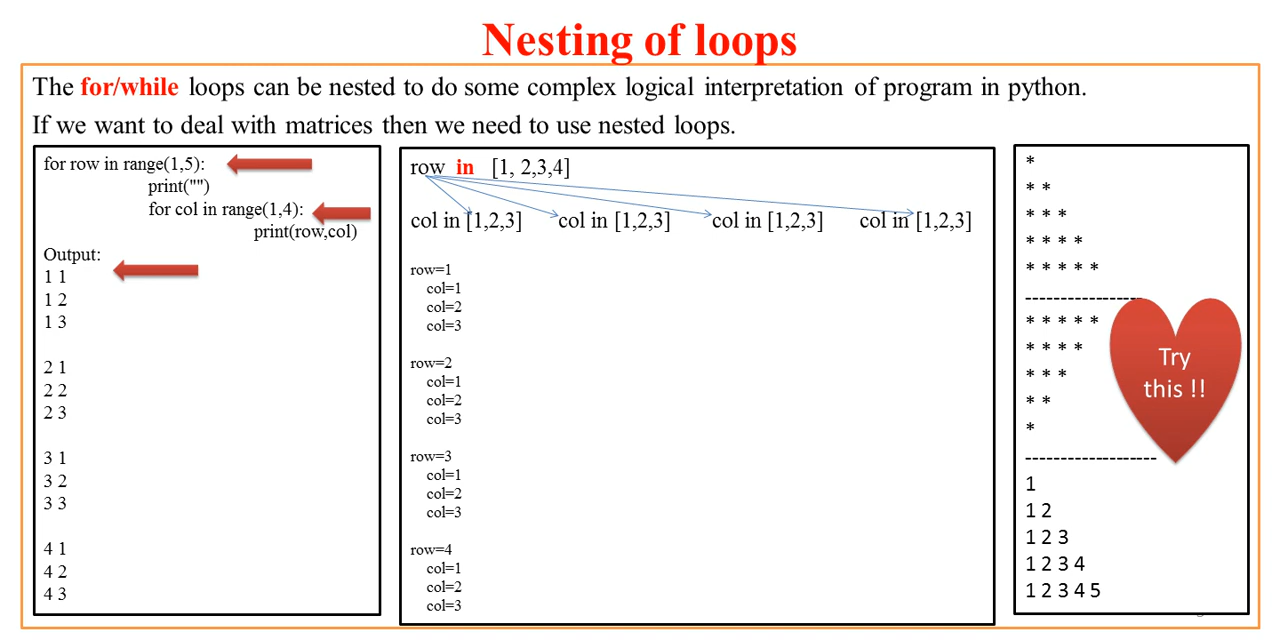 Nesting of loops
The for/while loops can be nested to do some complex logical interpretation of program in python.
If we want to deal with matrices then we need to use nested loops.
for row in range(1,5):
print("")
for col in range(1,4):
print(row,col)
Output:
1 1
1 2
1 3
2 1
2 2
2 3
3 1
3 2
3 3
4 1
4 2
4 3
row in [1, 2,3,4]
col in [1,2,3] col in [1,2,3] col in [1,2,3] col in [1,2,3]
row=1
col=1
col=2
col=3
row=2
col=1
col=2
col=3
row=3
col=1
col=2
col=3
row=4
col=1
col=2
col=3
*
* *
* * *
* * * *
* * * * *
-------------------
* * * * *
* * * *
* * *
* *
*
-------------------
1
1 2
1 2 3
1 2 3 4
1 2 3 4 5
Try
this !!